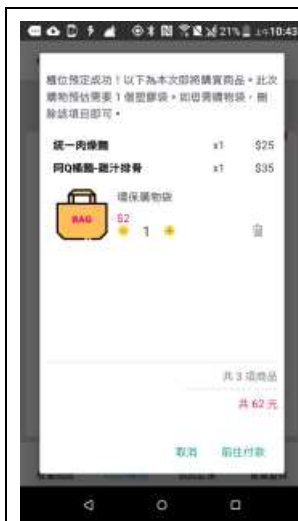 21% 10:43
櫃位預定成功！以下為本次即將購買商品。此次
購物預估需要1個塑膠袋。如毋需購物袋，刪
除該項目即可。
統一肉燥麵 x1 $25
阿Q桶麵-雞汁排骨 x1 $35
環保購物袋
BAG
$2
1
共 3 項商品
共 62 元
取消 前往付款